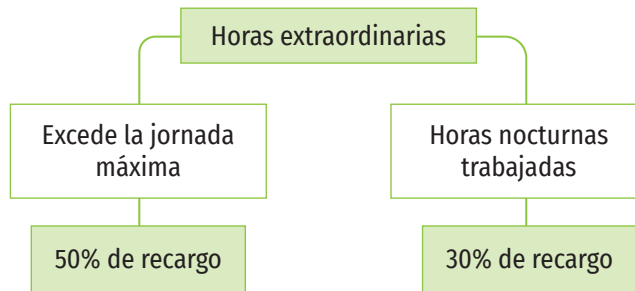 Horas extraordinarias
Excede la jornada
máxima
Horas nocturnas
trabajadas
50% de recargo
30% de recargo